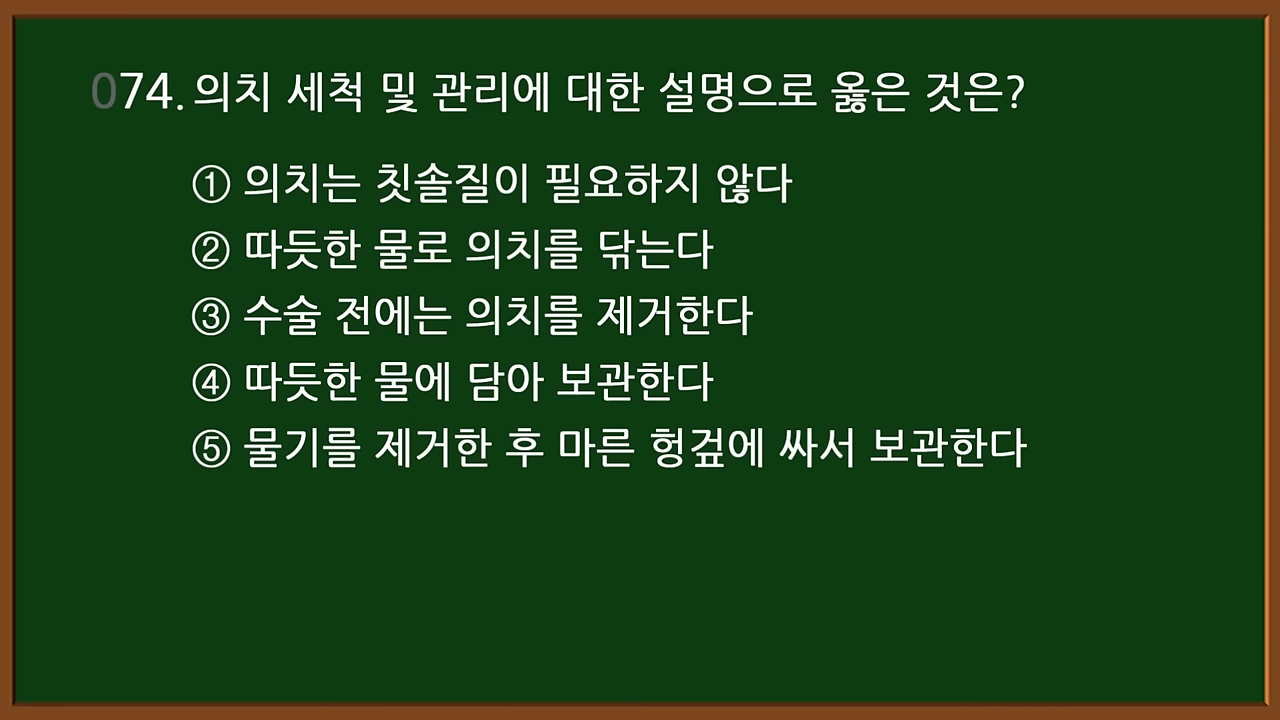 074. 의치 세척 및 관리에 대한 설명으로 옳은 것은?
① 의치는 칫솔질이 필요하지 않다
② 따듯한 물로 의치를 닦는다
③ 수술 전에는 의치를 제거한다
④ 따듯한 물에 담아 보관한다
⑤ 물기를 제거한 후 마른 헝겊에 싸서 보관한다